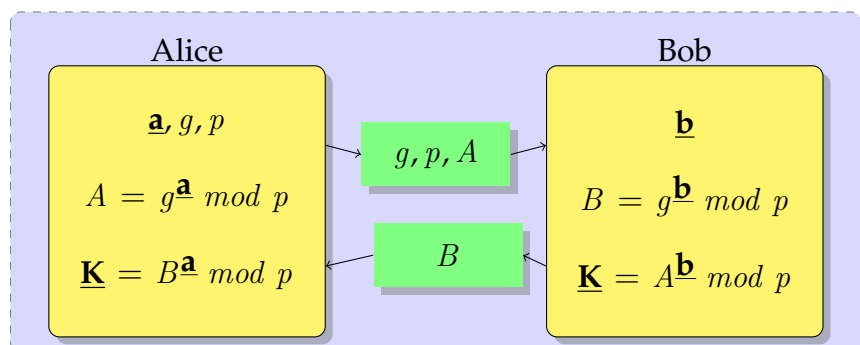 Alice
a, g, p
A = g^a mod p
K = B^a mod p
g, p, A
B
Bob
b
B = g^b mod p
K = A^b mod p